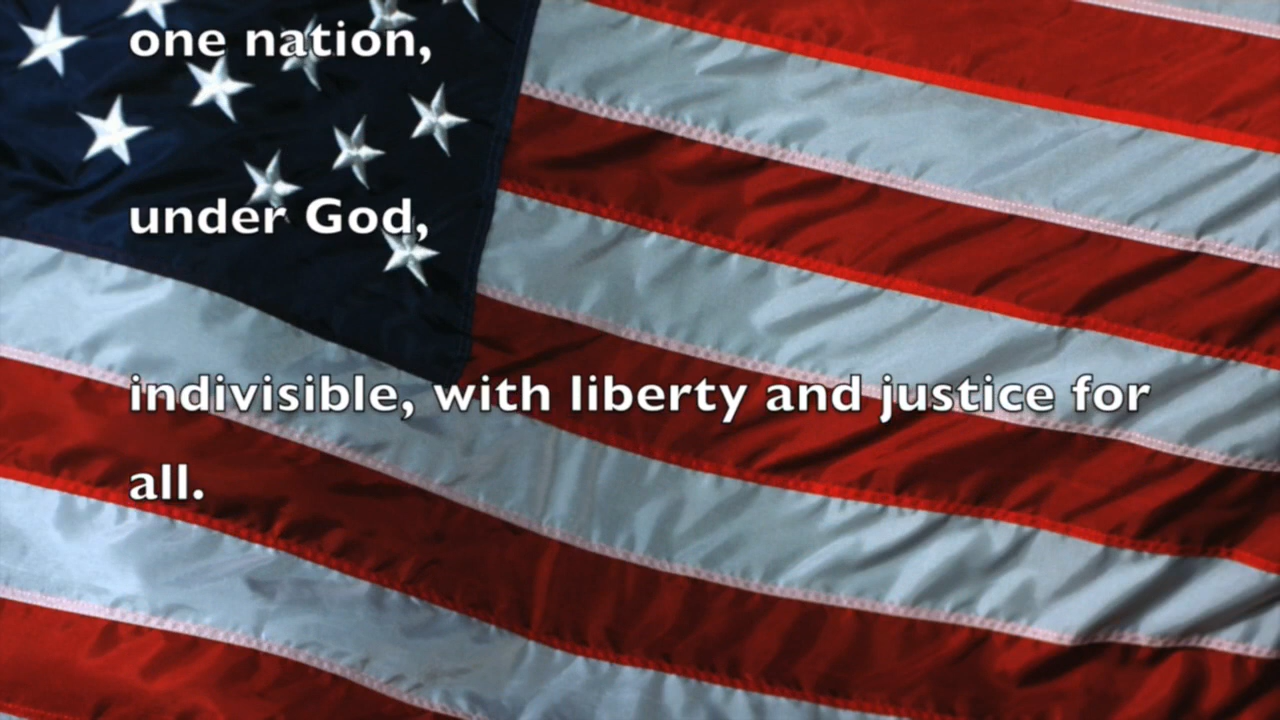 one nation,
under God,
indivisible, with liberty and justice for
all.